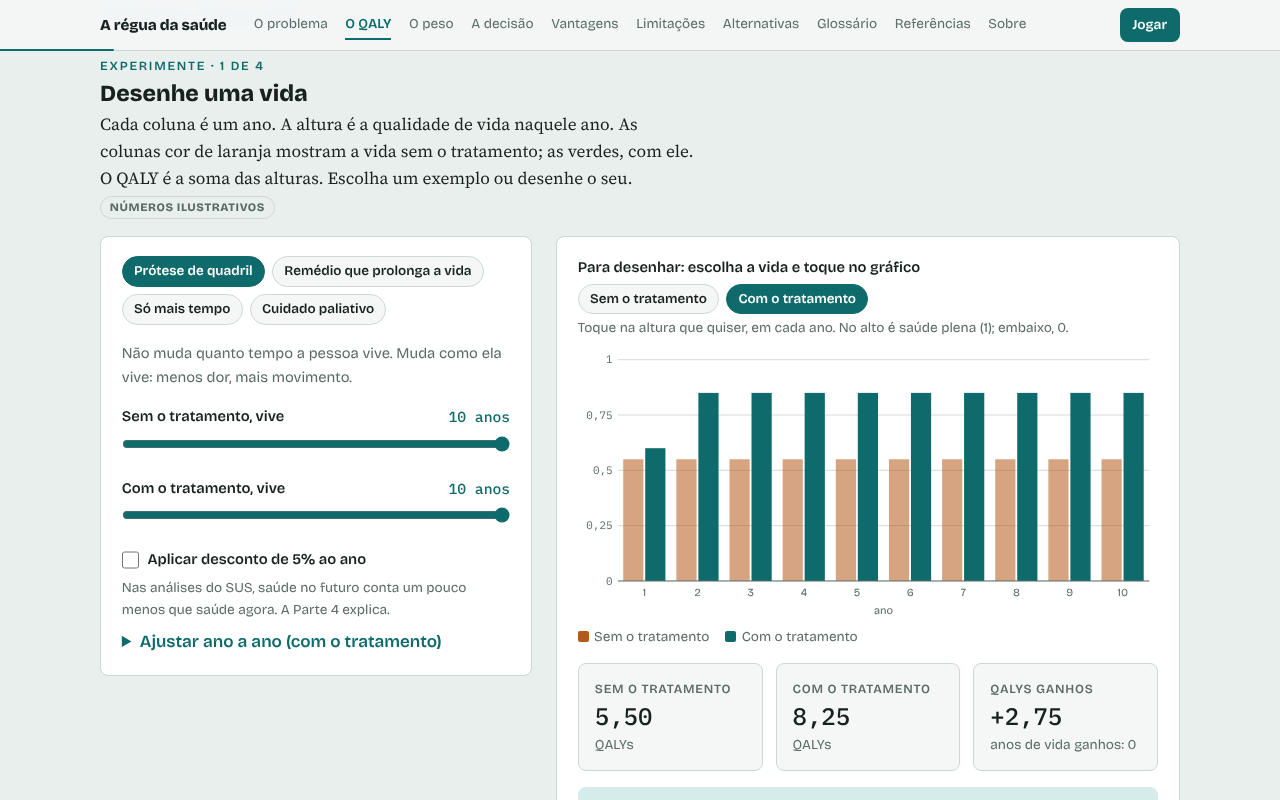 A régua da saúde
O problema
O QALY
O peso
A decisão
Vantagens
Limitações
Alternativas
Glossário
Referências
Sobre
Jogar
EXPERIMENTE · 1 DE 4
Desenhe uma vida
Cada coluna é um ano. A altura é a qualidade de vida naquele ano. As
colunas cor de laranja mostram a vida sem o tratamento; as verdes, com ele.
O QALY é a soma das alturas. Escolha um exemplo ou desenhe o seu.
NÚMEROS ILUSTRATIVOS
Prótese de quadril
Remédio que prolonga a vida
Só mais tempo
Cuidado paliativo
Não muda quanto tempo a pessoa vive. Muda como ela
vive: menos dor, mais movimento.
Sem o tratamento, vive 10 anos
Com o tratamento, vive 10 anos
Aplicar desconto de 5% ao ano
Nas análises do SUS, saúde no futuro conta um pouco
menos que saúde agora. A Parte 4 explica.
Ajustar ano a ano (com o tratamento)
Para desenhar: escolha a vida e toque no gráfico
Sem o tratamento
Com o tratamento
Toque na altura que quiser, em cada ano. No alto é saúde plena (1); embaixo, 0.
1
0,75
0,5
0,25
0
1 2 3 4 5 6 7 8 9 10
ano
Sem o tratamento
Com o tratamento
SEM O TRATAMENTO
5,50
QALYs
COM O TRATAMENTO
8,25
QALYs
QALYS GANHOS
+2,75
anos de vida ganhos: 0